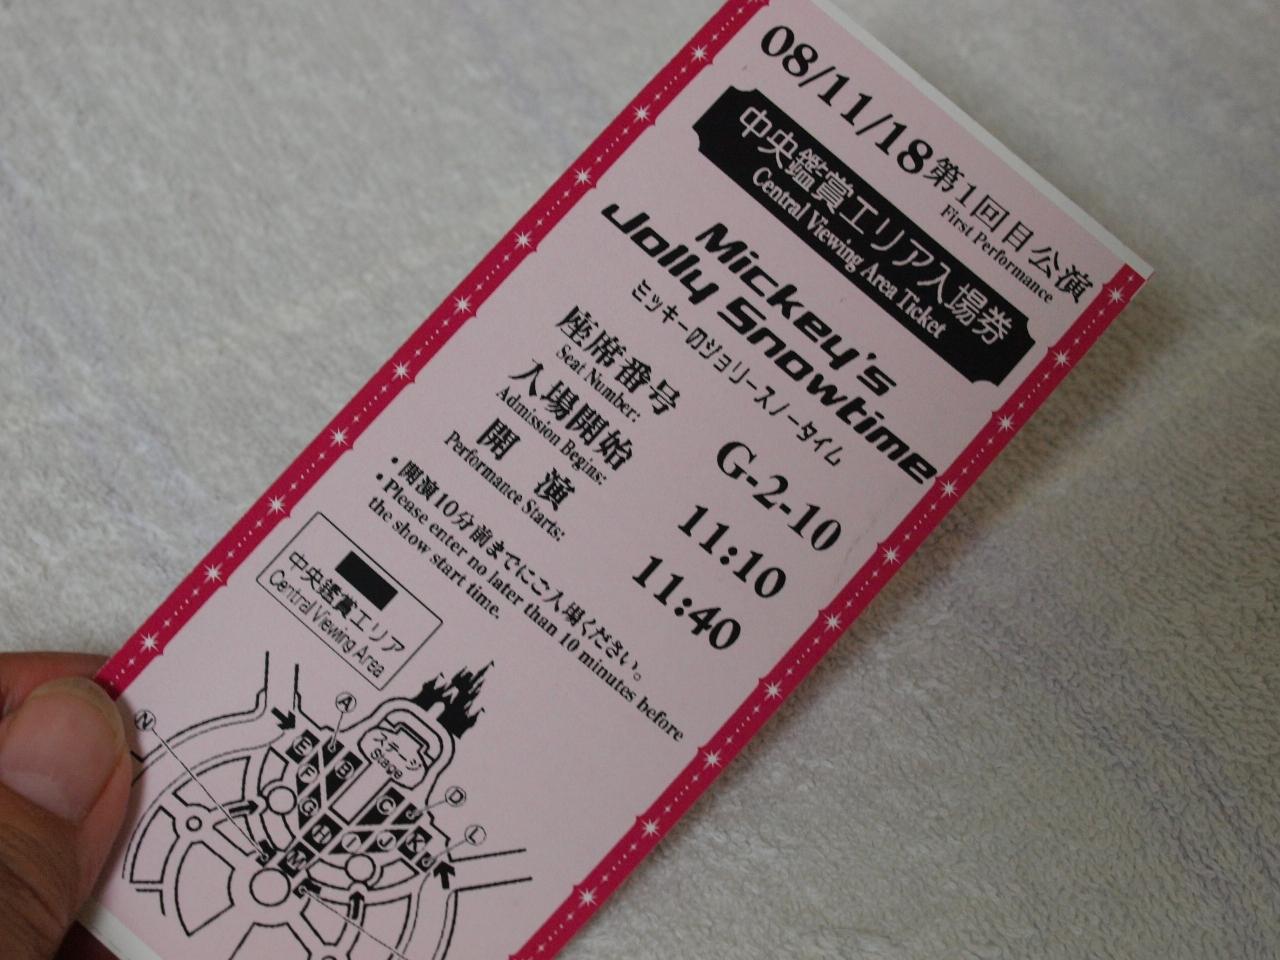 08/11/18 第1回目公演
First Performance
中央鑑賞エリア入場券
Central Viewing Area Ticket
Mickey's
Jolly Snowtime
ミッキーのジョリースノータイム
座席番号 G-2-10
Seat Number:
入場開始 11:10
Admission Begins:
開 演 11:40
Performance Starts:
・開演10分前までにご入場ください。
・Please enter no later than 10 minutes before
the show start time.
中央鑑賞エリア
Central Viewing Area
ステージ
Stage
A
N
E
F
B
G
C
D
H
I
J
K
L
M